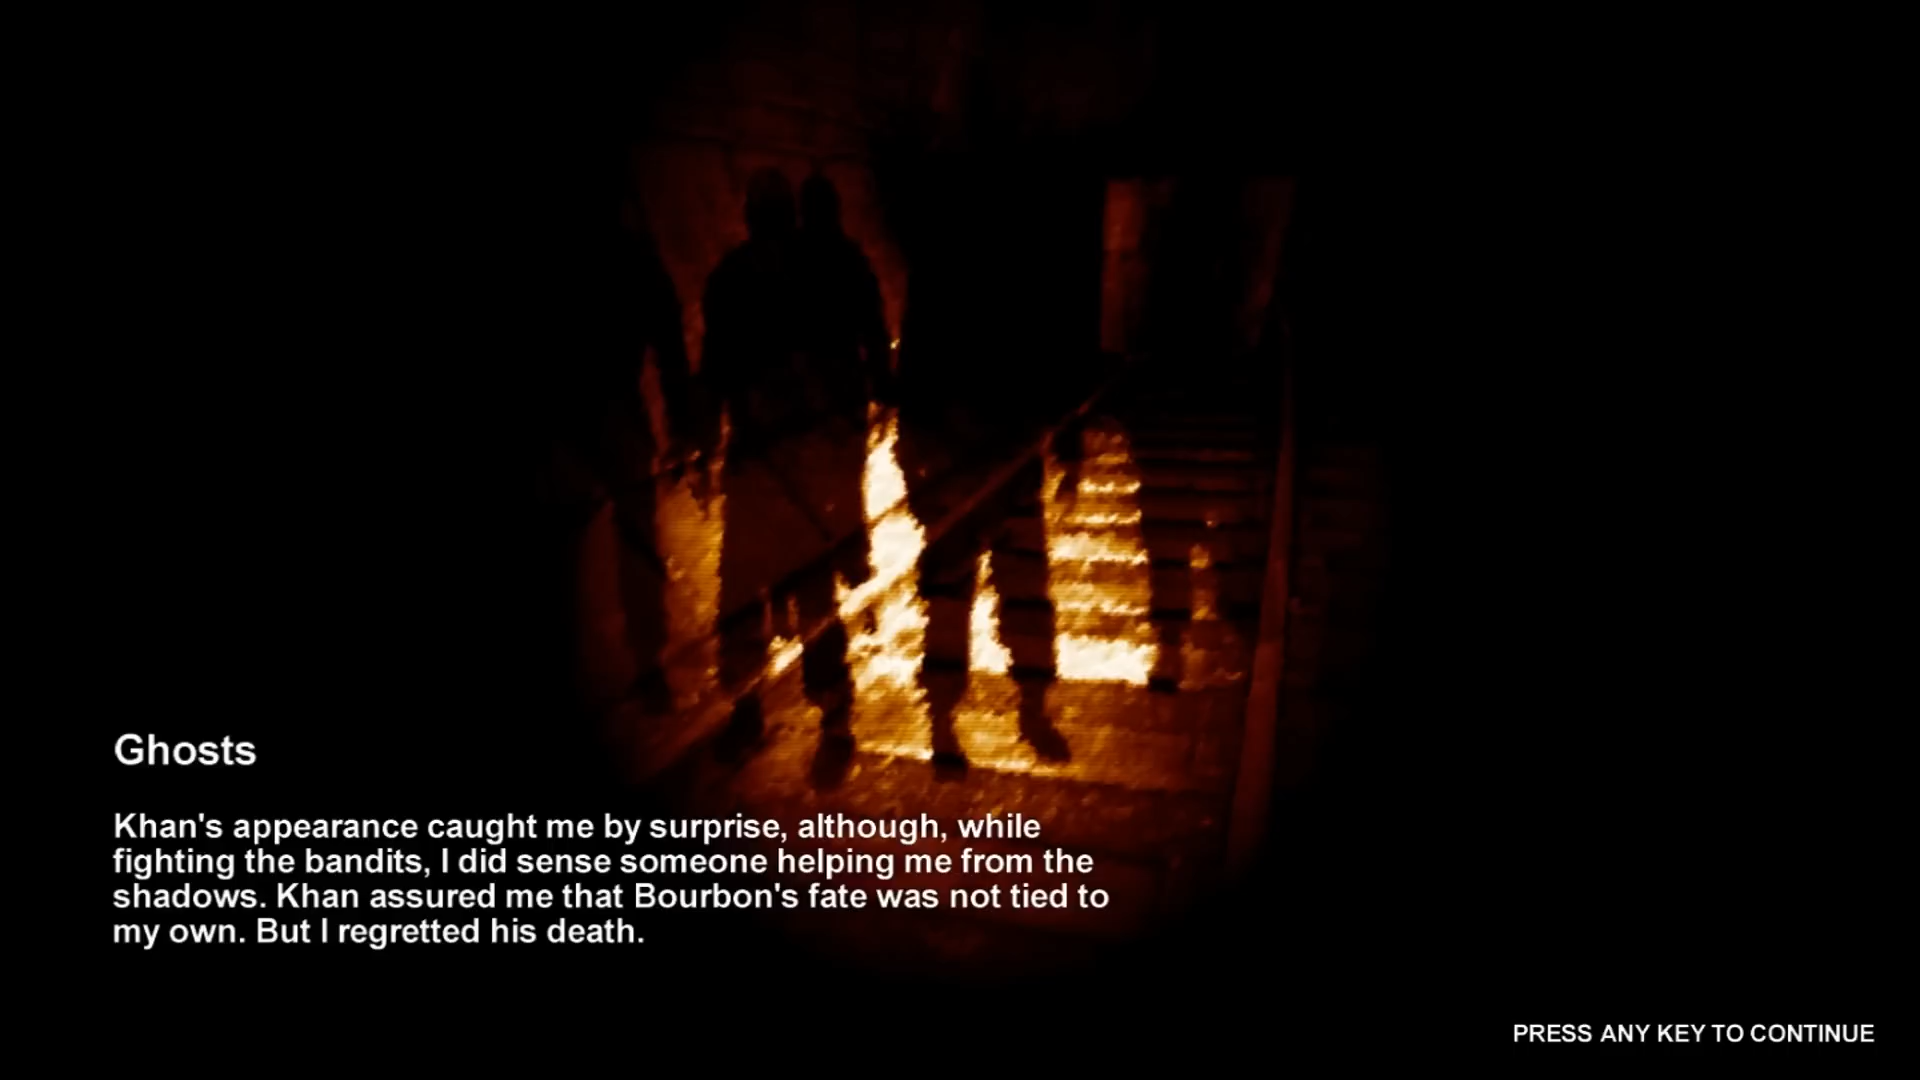 Ghosts
Khan's appearance caught me by surprise, although, while
fighting the bandits, I did sense someone helping me from the
shadows. Khan assured me that Bourbon's fate was not tied to
my own. But I regretted his death.
PRESS ANY KEY TO CONTINUE